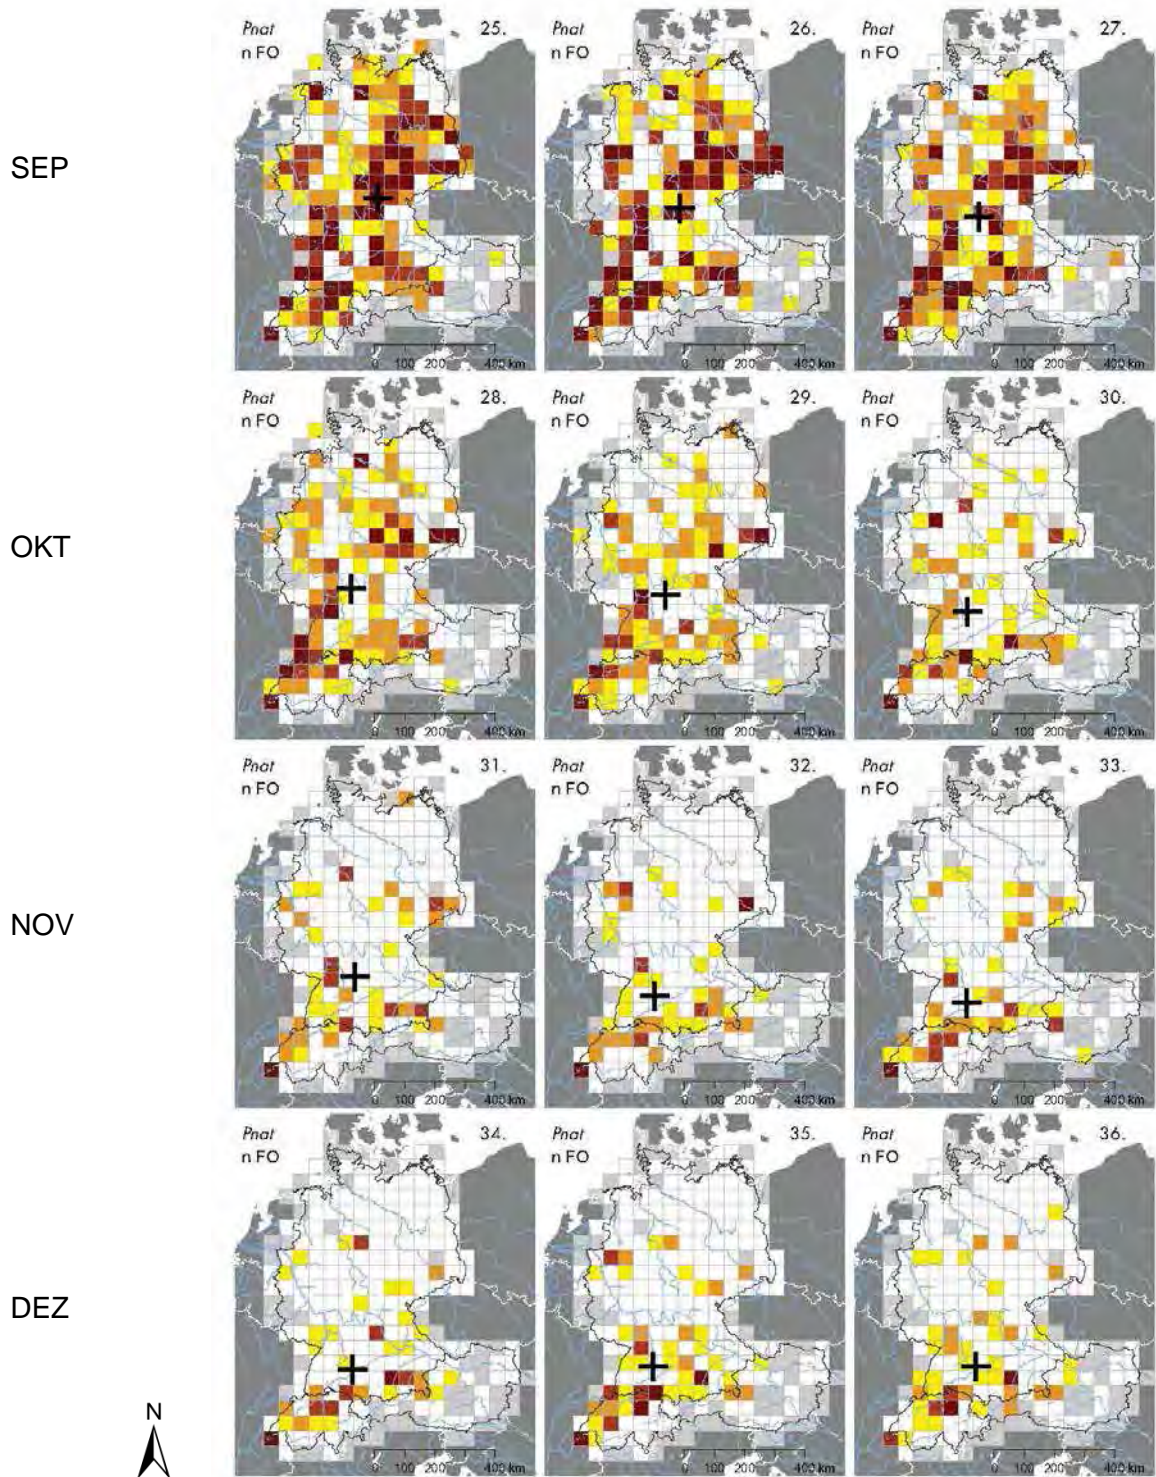 SEP
Pnat 25.
n FO
0 100 200 400 km
Pnat 26.
n FO
0 100 200 400 km
Pnat 27.
n FO
0 100 200 400 km
OKT
Pnat 28.
n FO
0 100 200 400 km
Pnat 29.
n FO
0 100 200 400 km
Pnat 30.
n FO
0 100 200 400 km
NOV
Pnat 31.
n FO
0 100 200 400 km
Pnat 32.
n FO
0 100 200 400 km
Pnat 33.
n FO
0 100 200 400 km
DEZ
Pnat 34.
n FO
0 100 200 400 km
Pnat 35.
n FO
0 100 200 400 km
Pnat 36.
n FO
0 100 200 400 km
N